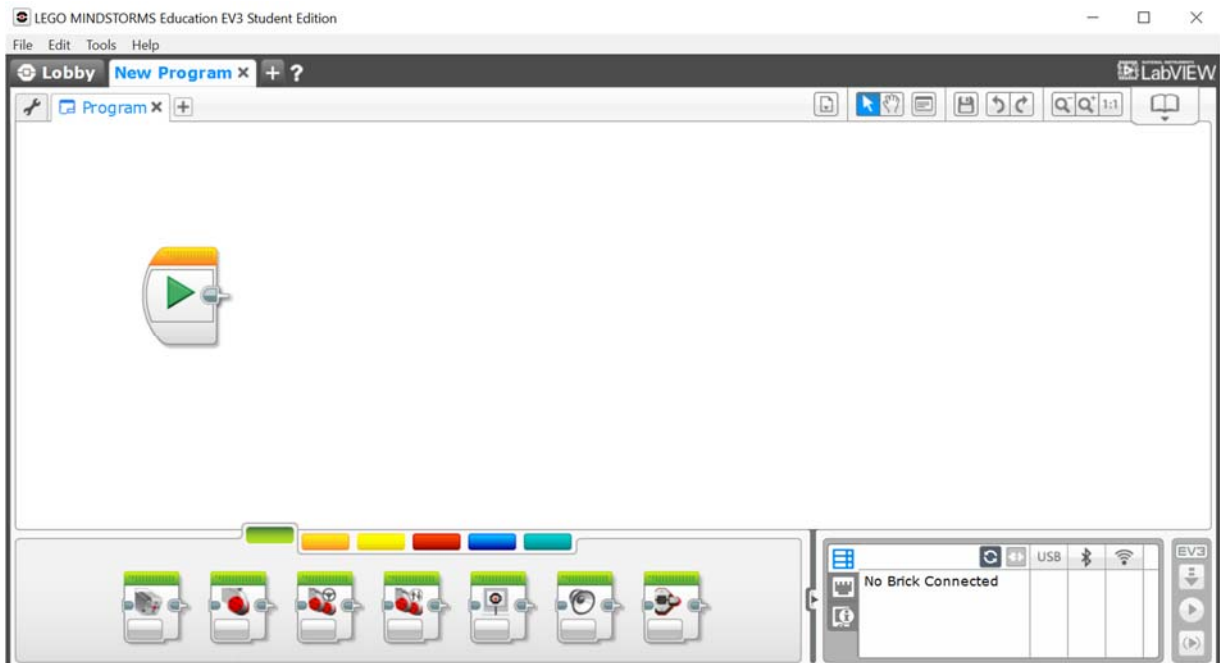 LEGO MINDSTORMS Education EV3 Student Edition
File Edit Tools Help
Lobby New Program × + ?
LabVIEW
Program × +
1:1
USB
EV3
No Brick Connected